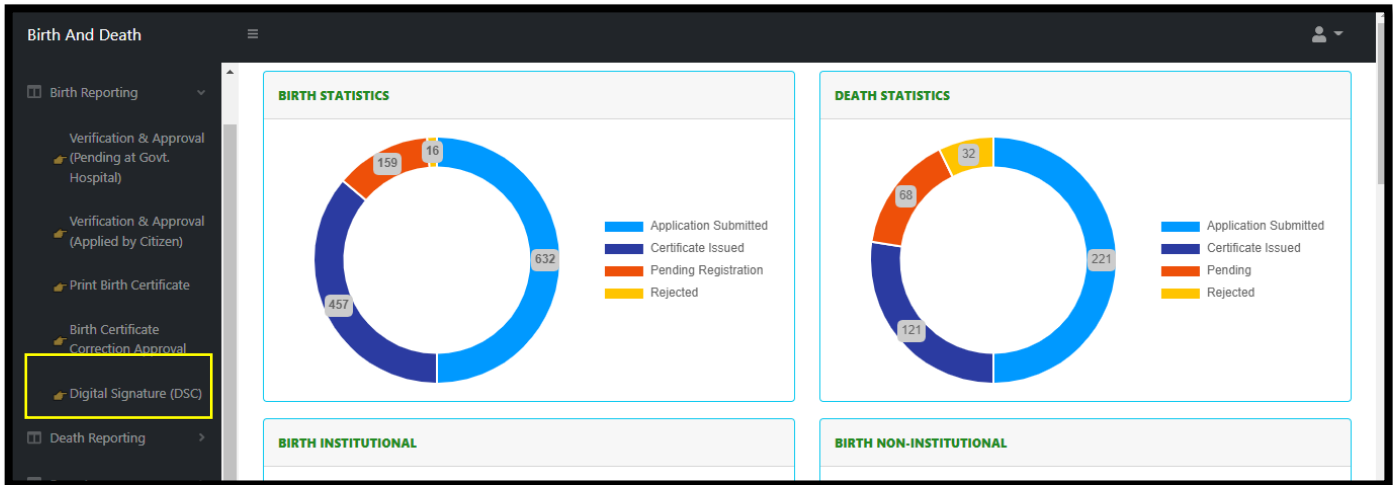 Birth And Death
Birth Reporting
Verification & Approval
(Pending at Govt.
Hospital)
Verification & Approval
(Applied by Citizen)
Print Birth Certificate
Birth Certificate
Correction Approval
Digital Signature (DSC)
Death Reporting
BIRTH STATISTICS
159
16
632
457
Application Submitted
Certificate Issued
Pending Registration
Rejected
DEATH STATISTICS
32
68
221
121
Application Submitted
Certificate Issued
Pending
Rejected
BIRTH INSTITUTIONAL
BIRTH NON-INSTITUTIONAL